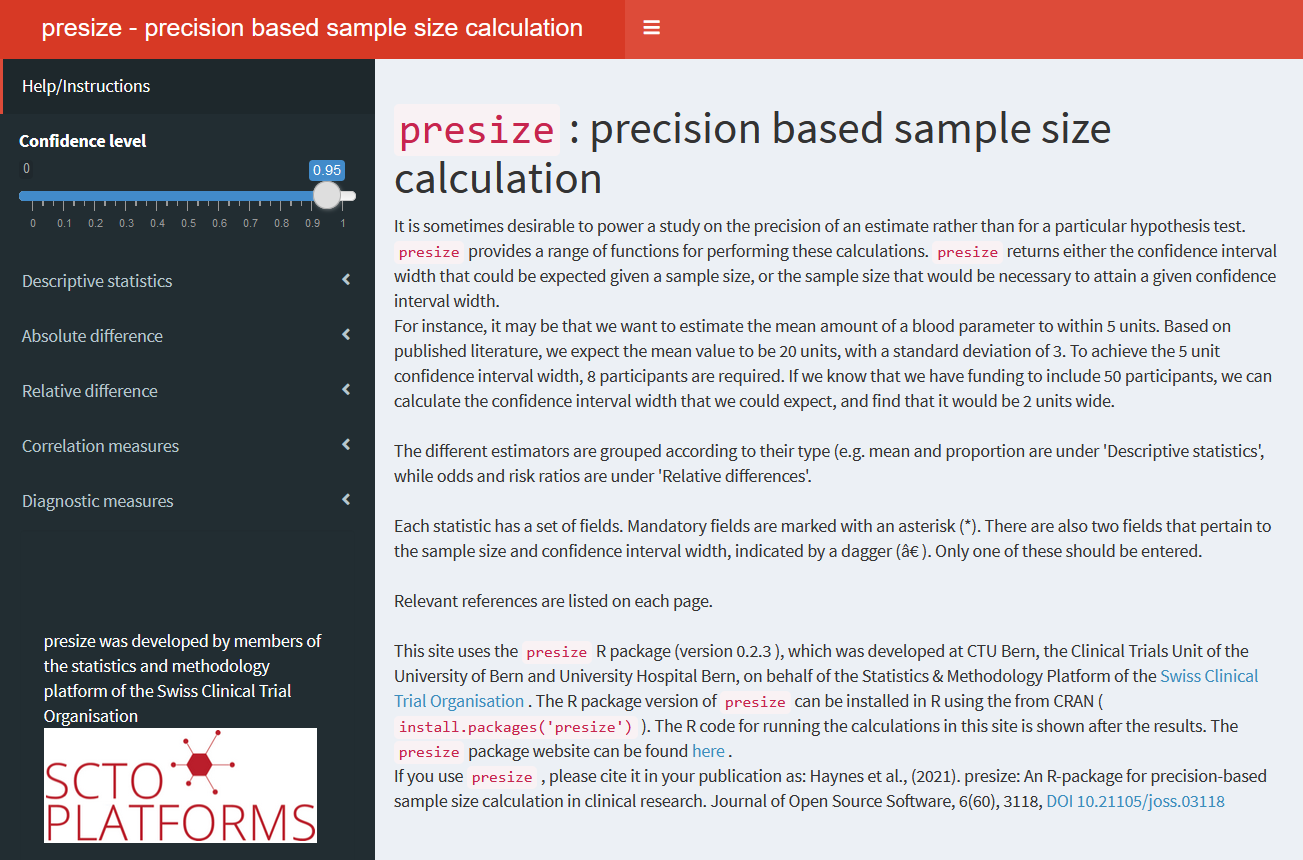 presize - precision based sample size calculation
Help/Instructions
Confidence level
0
0.95
0 0.1 0.2 0.3 0.4 0.5 0.6 0.7 0.8 0.9 1
Descriptive statistics
Absolute difference
Relative difference
Correlation measures
Diagnostic measures
presize was developed by members of
the statistics and methodology
platform of the Swiss Clinical Trial
Organisation
SCTO
PLATFORMS
presize : precision based sample size
calculation
It is sometimes desirable to power a study on the precision of an estimate rather than for a particular hypothesis test.
presize provides a range of functions for performing these calculations. presize returns either the confidence interval
width that could be expected given a sample size, or the sample size that would be necessary to attain a given confidence
interval width.
For instance, it may be that we want to estimate the mean amount of a blood parameter to within 5 units. Based on
published literature, we expect the mean value to be 20 units, with a standard deviation of 3. To achieve the 5 unit
confidence interval width, 8 participants are required. If we know that we have funding to include 50 participants, we can
calculate the confidence interval width that we could expect, and find that it would be 2 units wide.
The different estimators are grouped according to their type (e.g. mean and proportion are under 'Descriptive statistics',
while odds and risk ratios are under 'Relative differences'.
Each statistic has a set of fields. Mandatory fields are marked with an asterisk (*). There are also two fields that pertain to
the sample size and confidence interval width, indicated by a dagger (â€ ). Only one of these should be entered.
Relevant references are listed on each page.
This site uses the presize R package (version 0.2.3 ), which was developed at CTU Bern, the Clinical Trials Unit of the
University of Bern and University Hospital Bern, on behalf of the Statistics & Methodology Platform of the Swiss Clinical
Trial Organisation . The R package version of presize can be installed in R using the from CRAN (
install.packages('presize') ). The R code for running the calculations in this site is shown after the results. The
presize package website can be found here .
If you use presize , please cite it in your publication as: Haynes et al., (2021). presize: An R-package for precision-based
sample size calculation in clinical research. Journal of Open Source Software, 6(60), 3118, DOI 10.21105/joss.03118